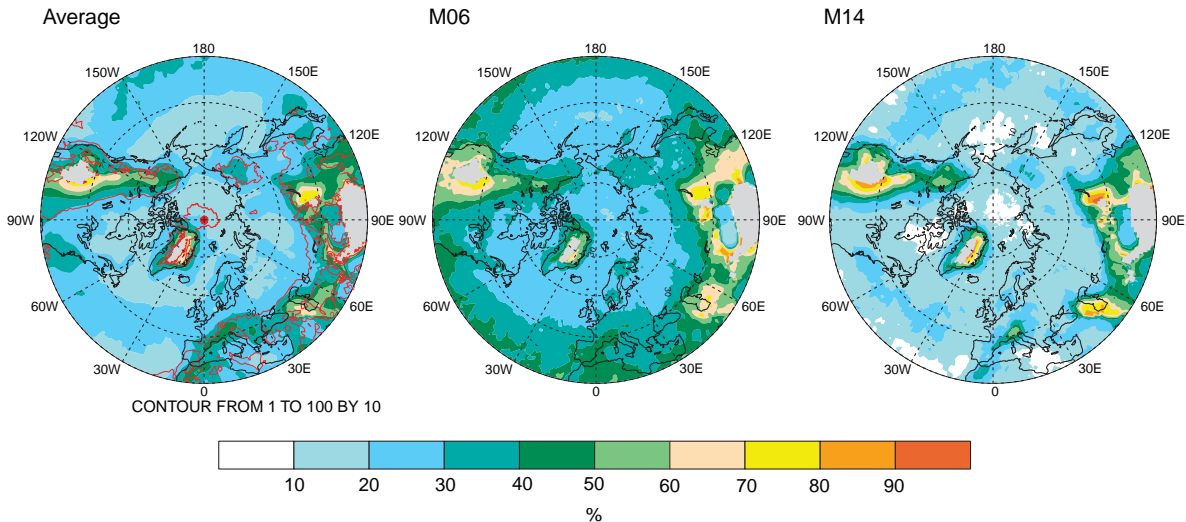 Average M06 M14
180 180 180
150W 150E 150W 150E 150W 150E
120W 120E 120W 120E 120W 120E
90W 90E 90W 90E 90W 90E
60W 60E 60W 60E 60W 60E
30W 30E 30W 30E 30W 30E
0 0 0
CONTOUR FROM 1 TO 100 BY 10
10 20 30 40 50 60 70 80 90
%